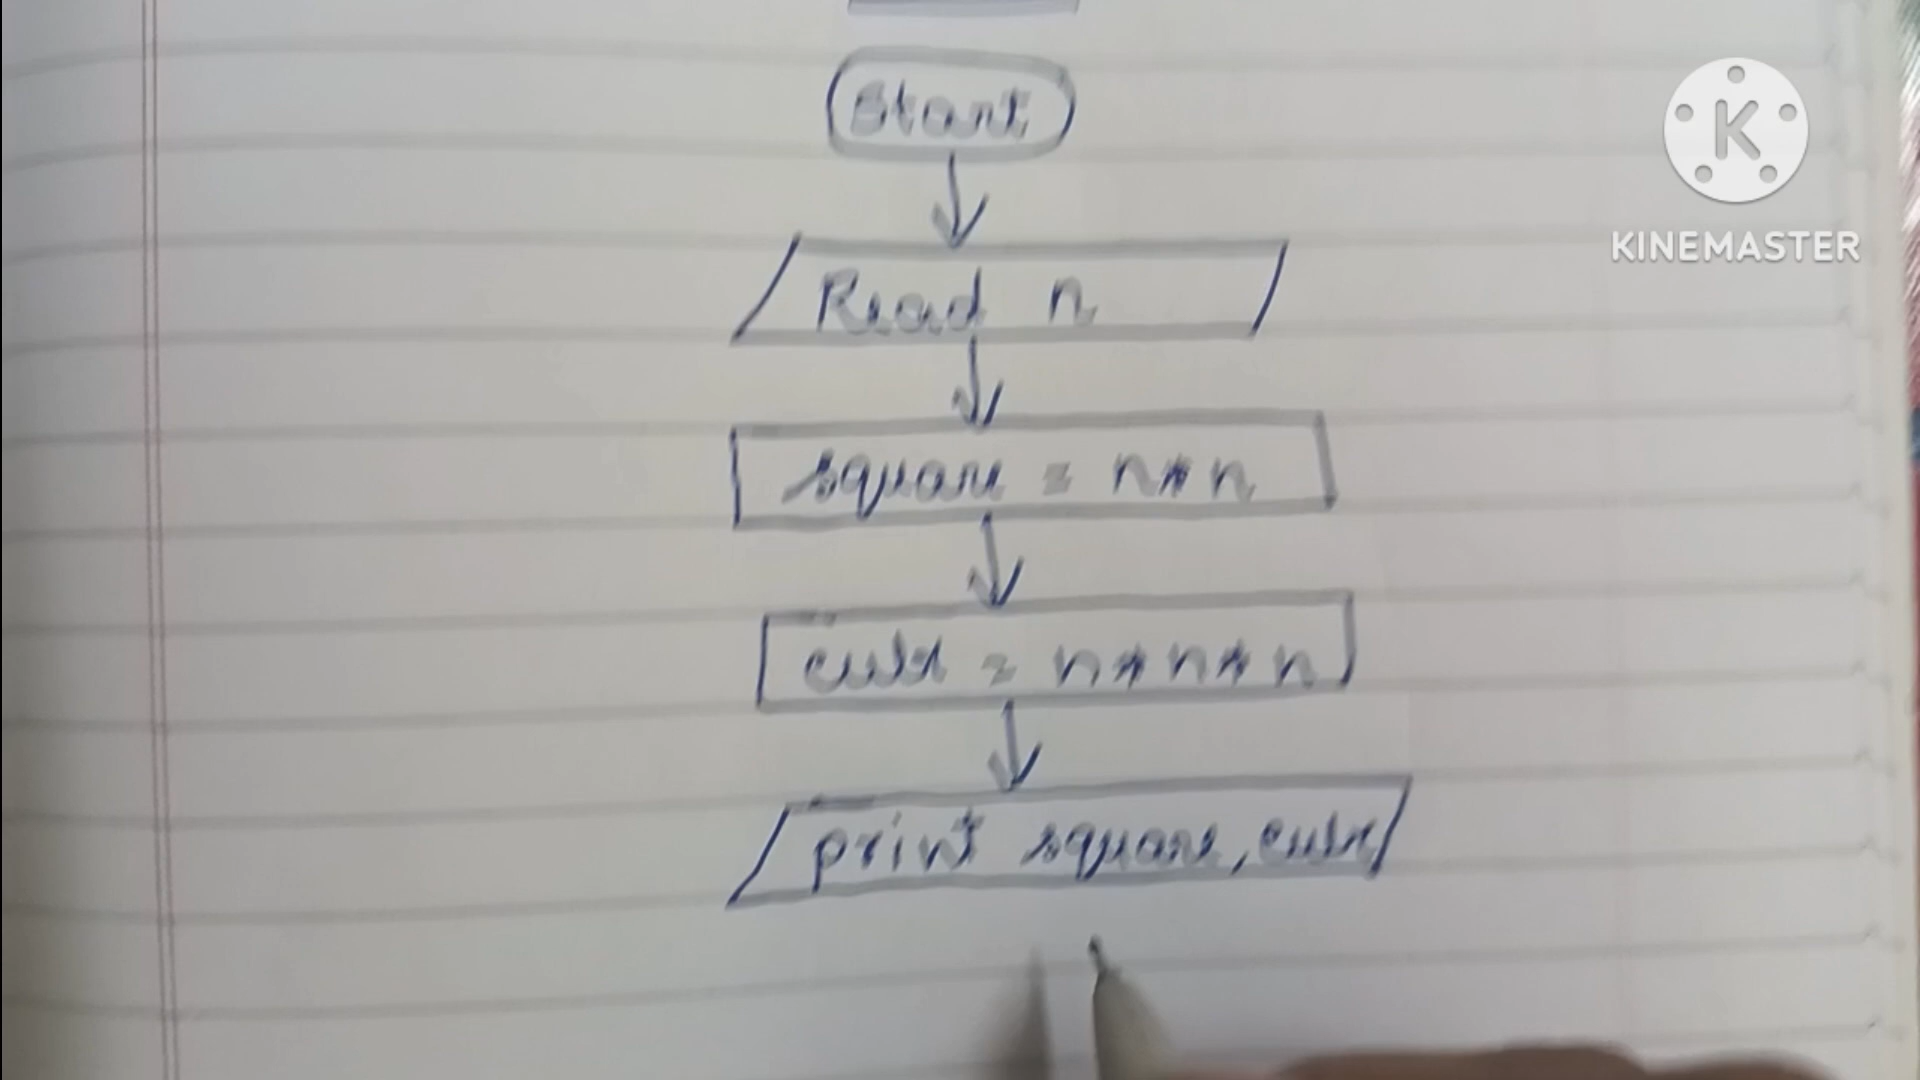 Start
Read n
square = n*n
cube = n*n*n
print square, cube
K
KINEMASTER